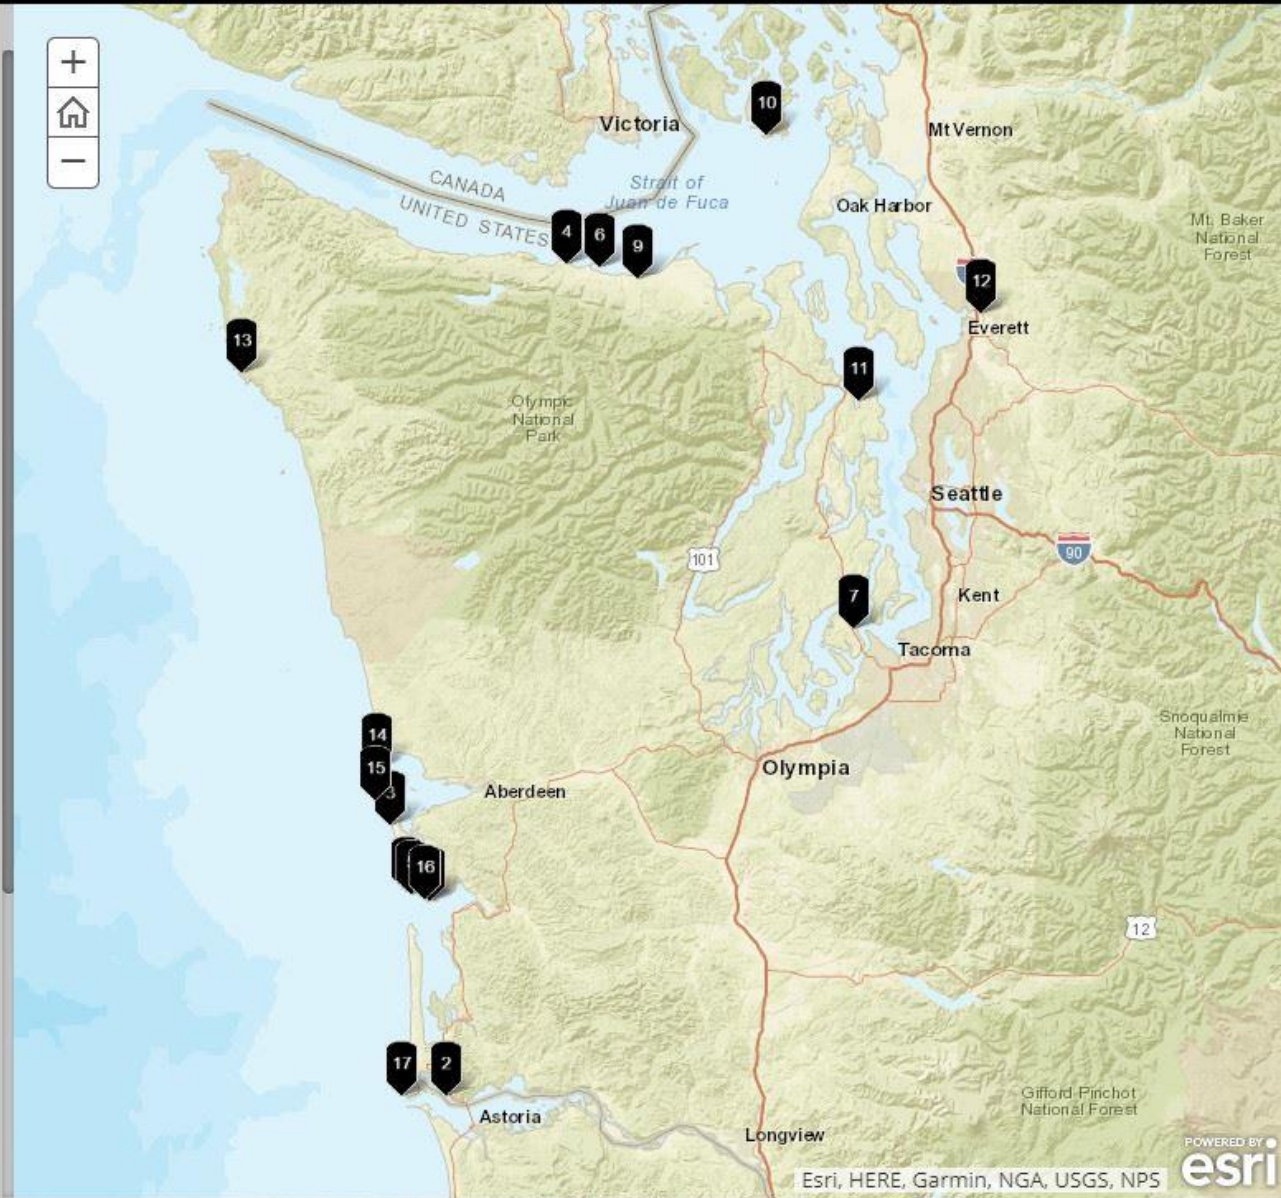 +
−
10
Victoria
Mt Vernon
CANADA
UNITED STATES
Strait of
Juan de Fuca
Oak Harbor
Mt. Baker
National
Forest
4
6
9
12
Everett
13
11
Olympic
National
Park
Seattle
101
90
7
Kent
Tacoma
Snoqualmie
National
Forest
14
15
3
Olympia
Aberdeen
16
12
17
2
Astoria
Gifford Pinchot
National Forest
Longview
POWERED BY
esri
Esri, HERE, Garmin, NGA, USGS, NPS